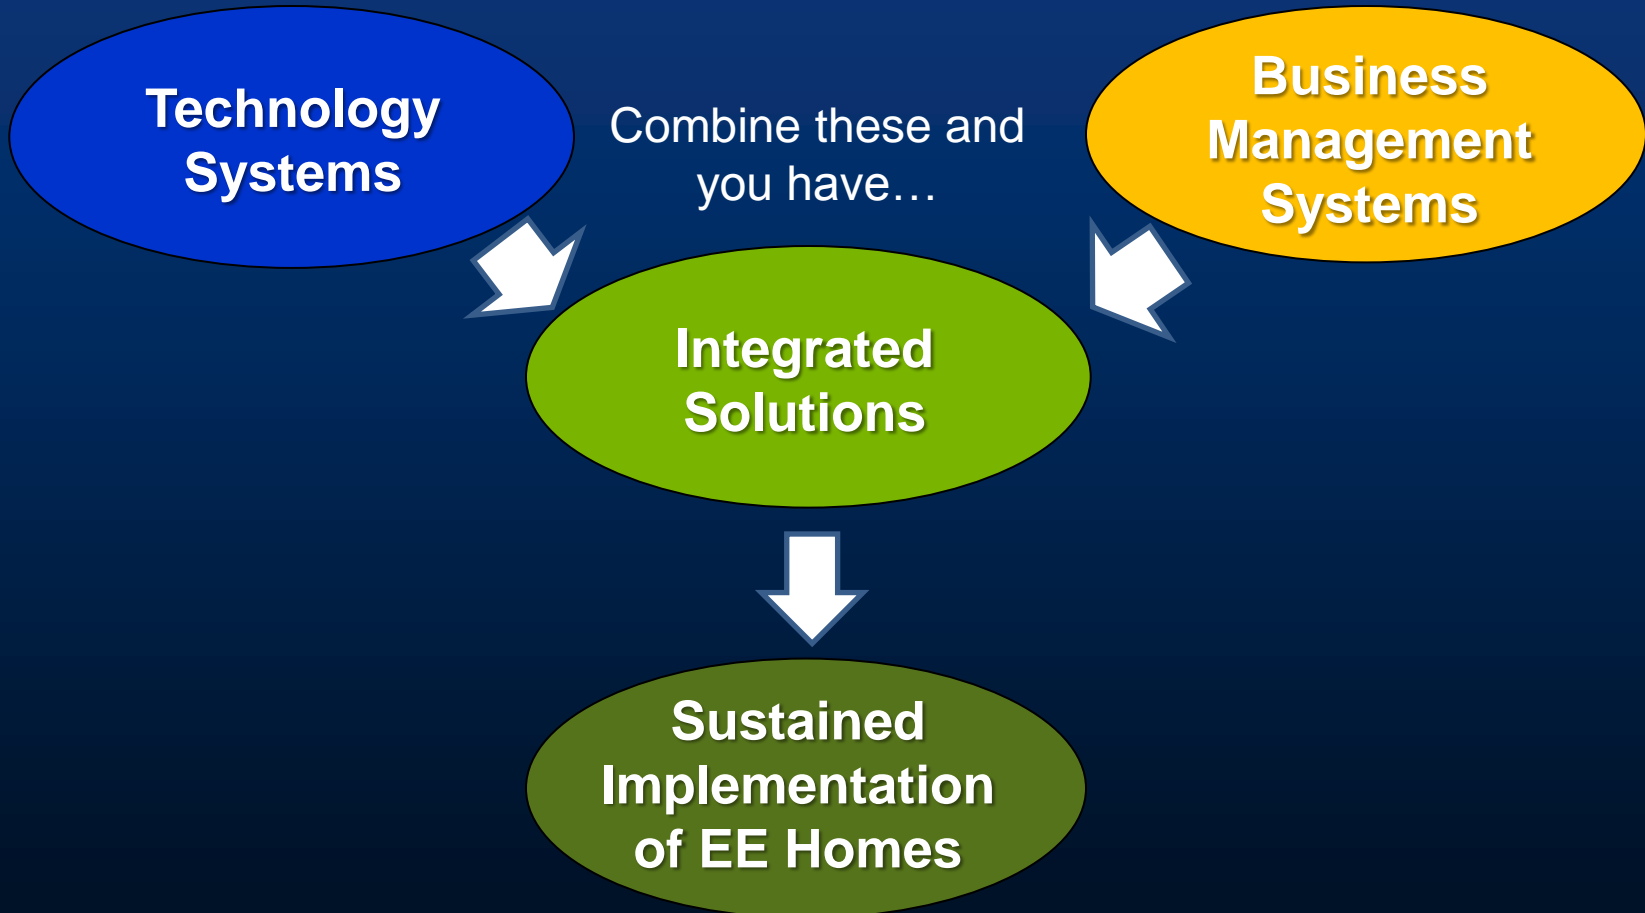 Technology
Systems
Combine these and
you have…
Business
Management
Systems
Integrated
Solutions
Sustained
Implementation
of EE Homes